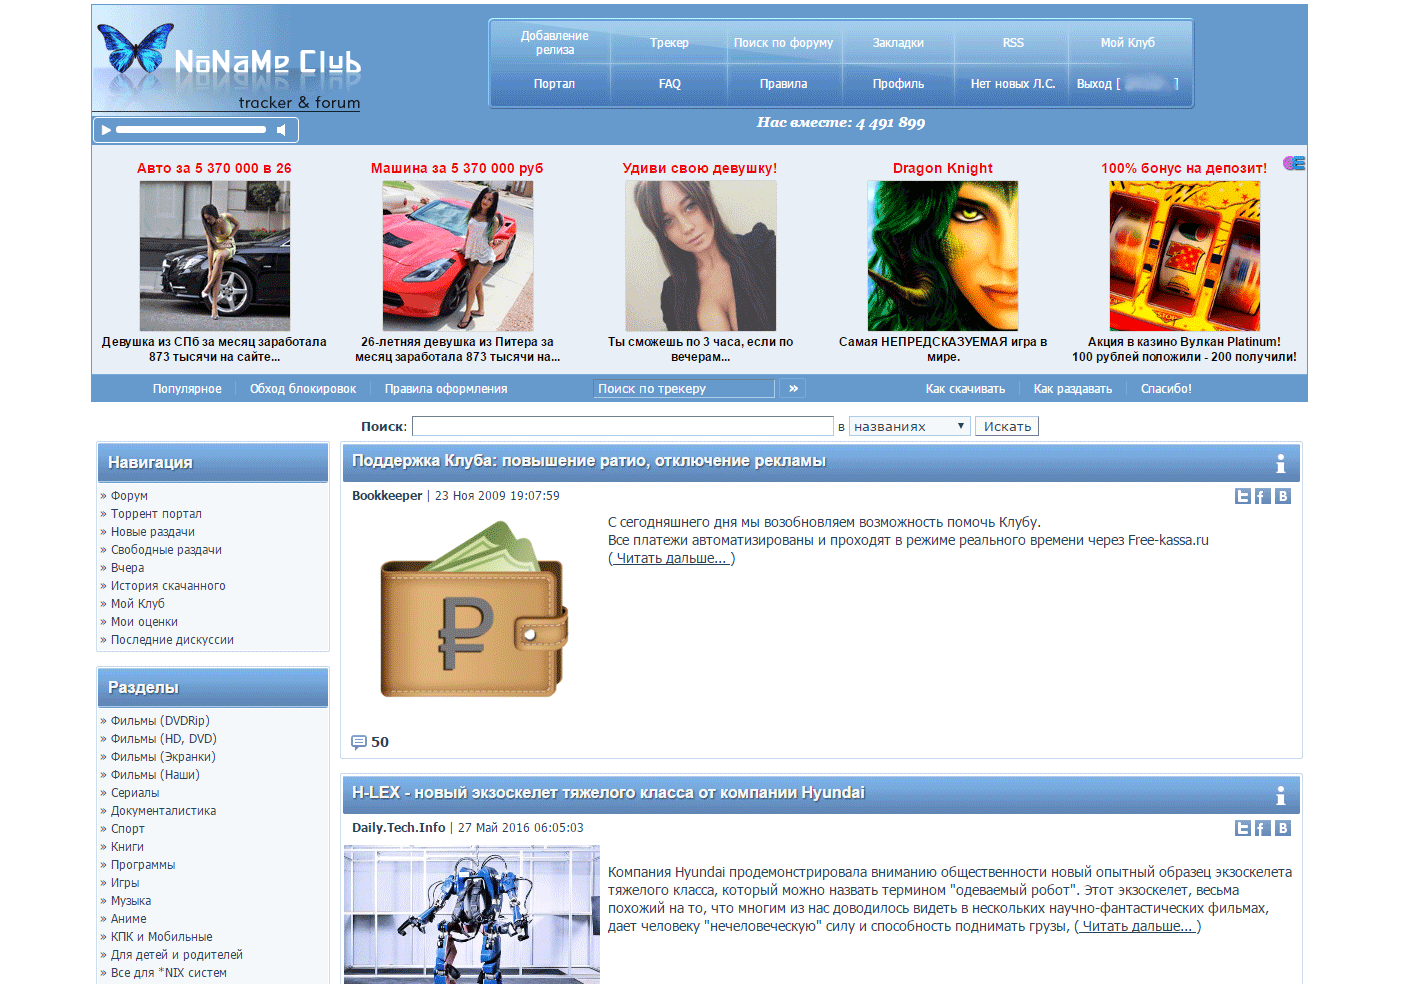 NaNaMe Club
tracker & forum
Добавление релиза
Трекер
Поиск по форуму
Закладки
RSS
Мой Клуб
Портал
FAQ
Правила
Профиль
Нет новых Л.С.
Выход [ ]
Нас вместе: 4 491 899
Авто за 5 370 000 в 26
Девушка из СПб за месяц заработала
873 тысячи на сайте...
Машина за 5 370 000 руб
26-летняя девушка из Питера за
месяц заработала 873 тысячи на...
Удиви свою девушку!
Ты сможешь по 3 часа, если по
вечерам...
Dragon Knight
Самая НЕПРЕДСКАЗУЕМАЯ игра в
мире.
100% бонус на депозит!
Акция в казино Вулкан Platinum!
100 рублей положили - 200 получили!
Популярное
Обход блокировок
Правила оформления
Поиск по трекеру
»
Как скачивать
Как раздавать
Спасибо!
Поиск: в названиях Искать
Навигация
» Форум
» Торрент портал
» Новые раздачи
» Свободные раздачи
» Вчера
» История скачанного
» Мой Клуб
» Мои оценки
» Последние дискуссии
Разделы
» Фильмы (DVDRip)
» Фильмы (HD, DVD)
» Фильмы (Экранки)
» Фильмы (Наши)
» Сериалы
» Документалистика
» Спорт
» Книги
» Программы
» Игры
» Музыка
» Аниме
» КПК и Мобильные
» Для детей и родителей
» Все для *NIX систем
Поддержка Клуба: повышение ратио, отключение рекламы
Bookkeeper | 23 Ноя 2009 19:07:59
С сегодняшнего дня мы возобновляем возможность помочь Клубу.
Все платежи автоматизированы и проходят в режиме реального времени через Free-kassa.ru
( Читать дальше... )
50
H-LEX - новый экзоскелет тяжелого класса от компании Hyundai
Daily.Tech.Info | 27 Май 2016 06:05:03
Компания Hyundai продемонстрировала вниманию общественности новый опытный образец экзоскелета
тяжелого класса, который можно назвать термином "одеваемый робот". Этот экзоскелет, весьма
похожий на то, что многим из нас доводилось видеть в нескольких научно-фантастических фильмах,
дает человеку "нечеловеческую" силу и способность поднимать грузы, ( Читать дальше... )